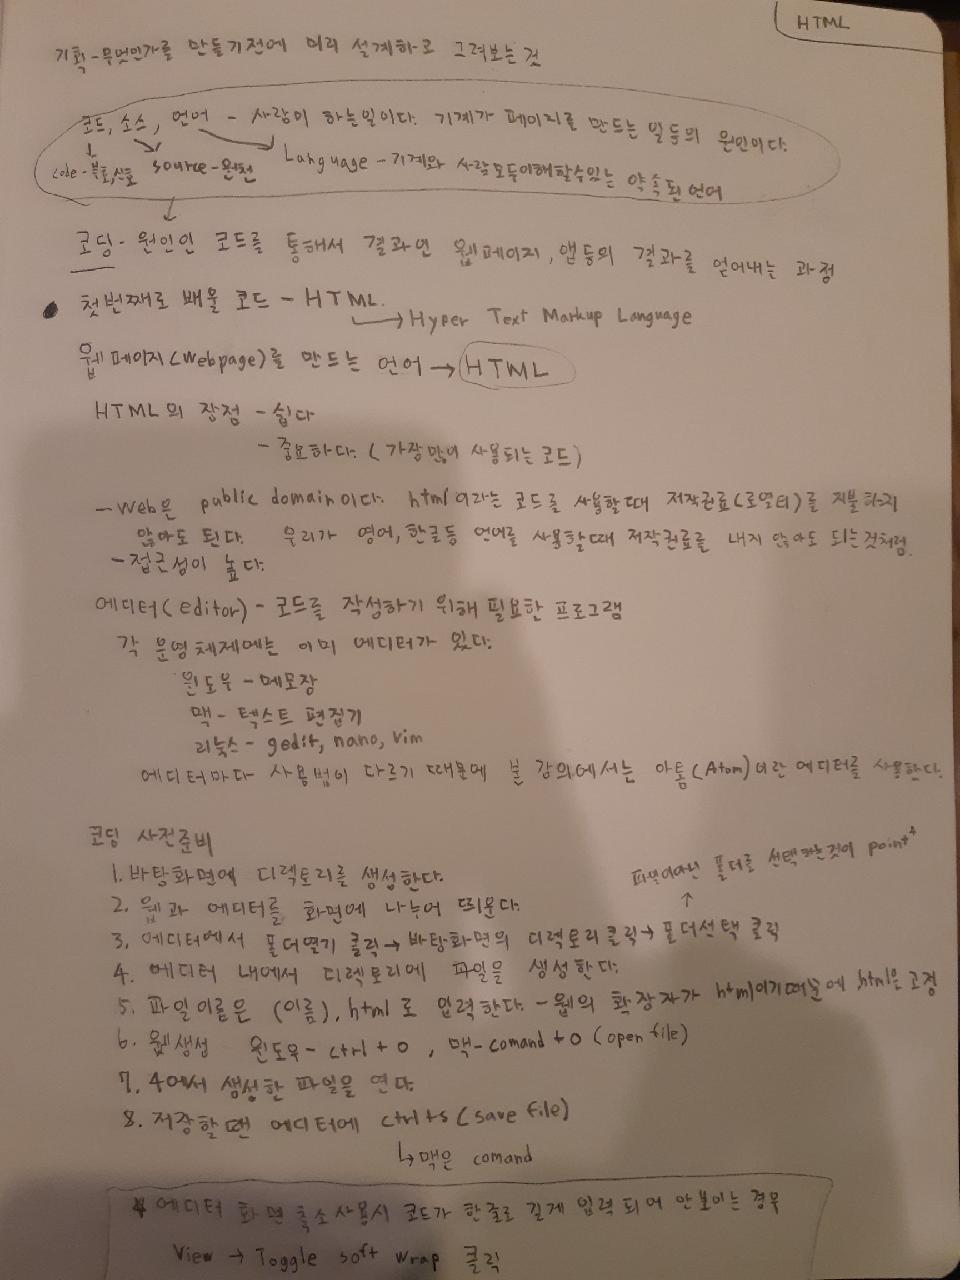 HTML
기획-무엇인가를 만들기전에 미리 설계하고 그려보는 것
코드, 소스, 언어 - 사람이 하는일이다. 기계가 페이지를 만드는 일등의 원인이다.
code-부호,신호 source-원천 Language-기계와 사람모두이해할수있는 약속된 언어
코딩- 원인인 코드를 통해서 결과인 웹페이지, 앱등의 결과를 얻어내는 과정
첫번째로 배울 코드 - HTML.
→ Hyper Text Markup Language
웹페이지(webpage)를 만드는 언어 → HTML
HTML의 장점 - 쉽다
- 중요하다. (가장많이 사용되는코드)
- Web은 public domain이다. html이라는 코드를 사용할때 저작권료(로열티)를 지불하지
않아도 된다. 우리가 영어, 한글등 언어를 사용할때 저작권료를 내지 않아도 되는것처럼.
- 접근성이 높다.
에디터(editor) - 코드를 작성하기 위해 필요한 프로그램
각 운영체제에는 이미 에디터가 있다.
윈도우 - 메모장
맥 - 텍스트 편집기
리눅스 - gedit, nano, vim
에디터마다 사용법이 다르기 때문에 본 강의에서는 아톰(Atom)이란 에디터를 사용한다.
코딩 사전준비
1. 바탕화면에 디렉토리를 생성한다.
파일이아닌 폴더를 선택하는것이 point
2. 웹과 에디터를 화면에 나누어 띄운다.
3. 에디터에서 폴더열기 클릭 → 바탕화면의 디렉토리클릭 → 폴더선택 클릭
4. 에디터 내에서 디렉토리에 파일을 생성한다.
5. 파일이름은 (이름).html 로 입력한다. - 웹의 확장자가 html이기때문에 html은 고정
6. 웹생성 윈도우- ctrl + o , 맥- comand + o (open file)
7. 4에서 생성한 파일을 연다.
8. 저장할땐 에디터에 ctrl+s (save file)
↳ 맥은 comand
* 에디터 화면 축소사용시 코드가 한줄로 길게 입력되어 안보이는 경우
View → Toggle soft wrap 클릭